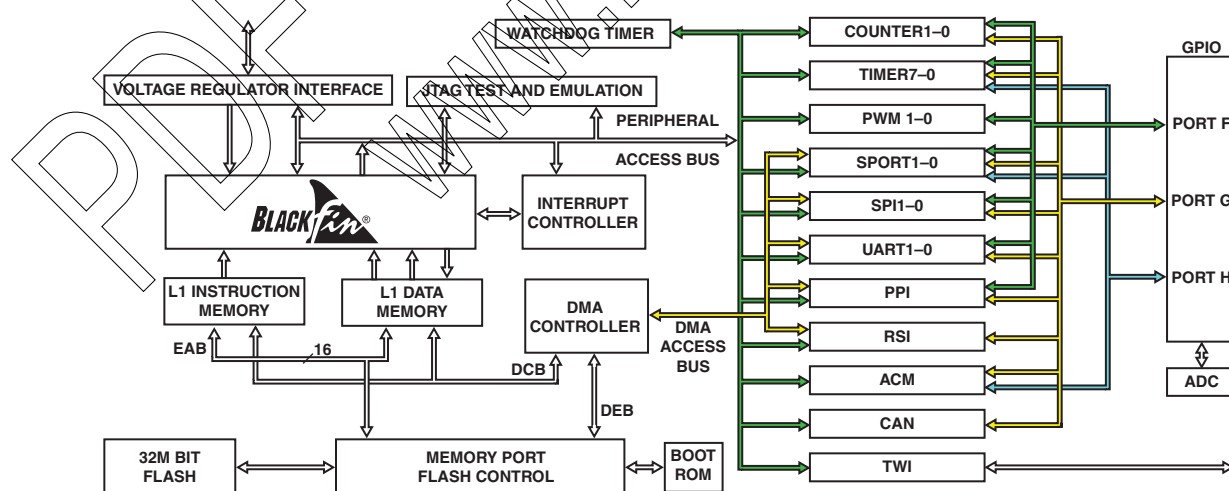 WATCHDOG TIMER
VOLTAGE REGULATOR INTERFACE
JTAG TEST AND EMULATION
PERIPHERAL
ACCESS BUS
BLACKfin®
INTERRUPT
CONTROLLER
L1 INSTRUCTION
MEMORY
L1 DATA
MEMORY
DMA
CONTROLLER
EAB
16
DCB
DEB
DMA
ACCESS
BUS
32M BIT
FLASH
MEMORY PORT
FLASH CONTROL
BOOT
ROM
COUNTER1–0
TIMER7–0
PWM 1–0
SPORT1–0
SPI1–0
UART1–0
PPI
RSI
ACM
CAN
TWI
GPIO
PORT F
PORT G
PORT H
ADC
PDF
www.